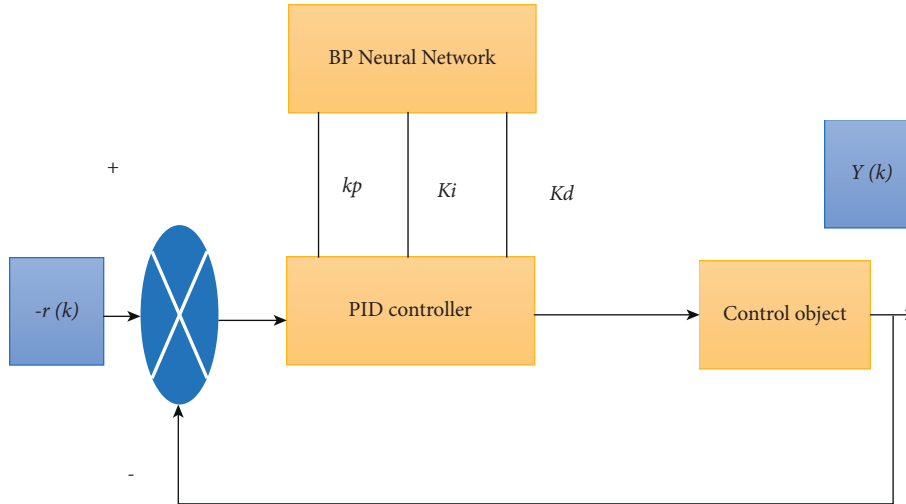 BP Neural Network
+
kp
Ki
Kd
Y (k)
-r (k)
PID controller
Control object
-